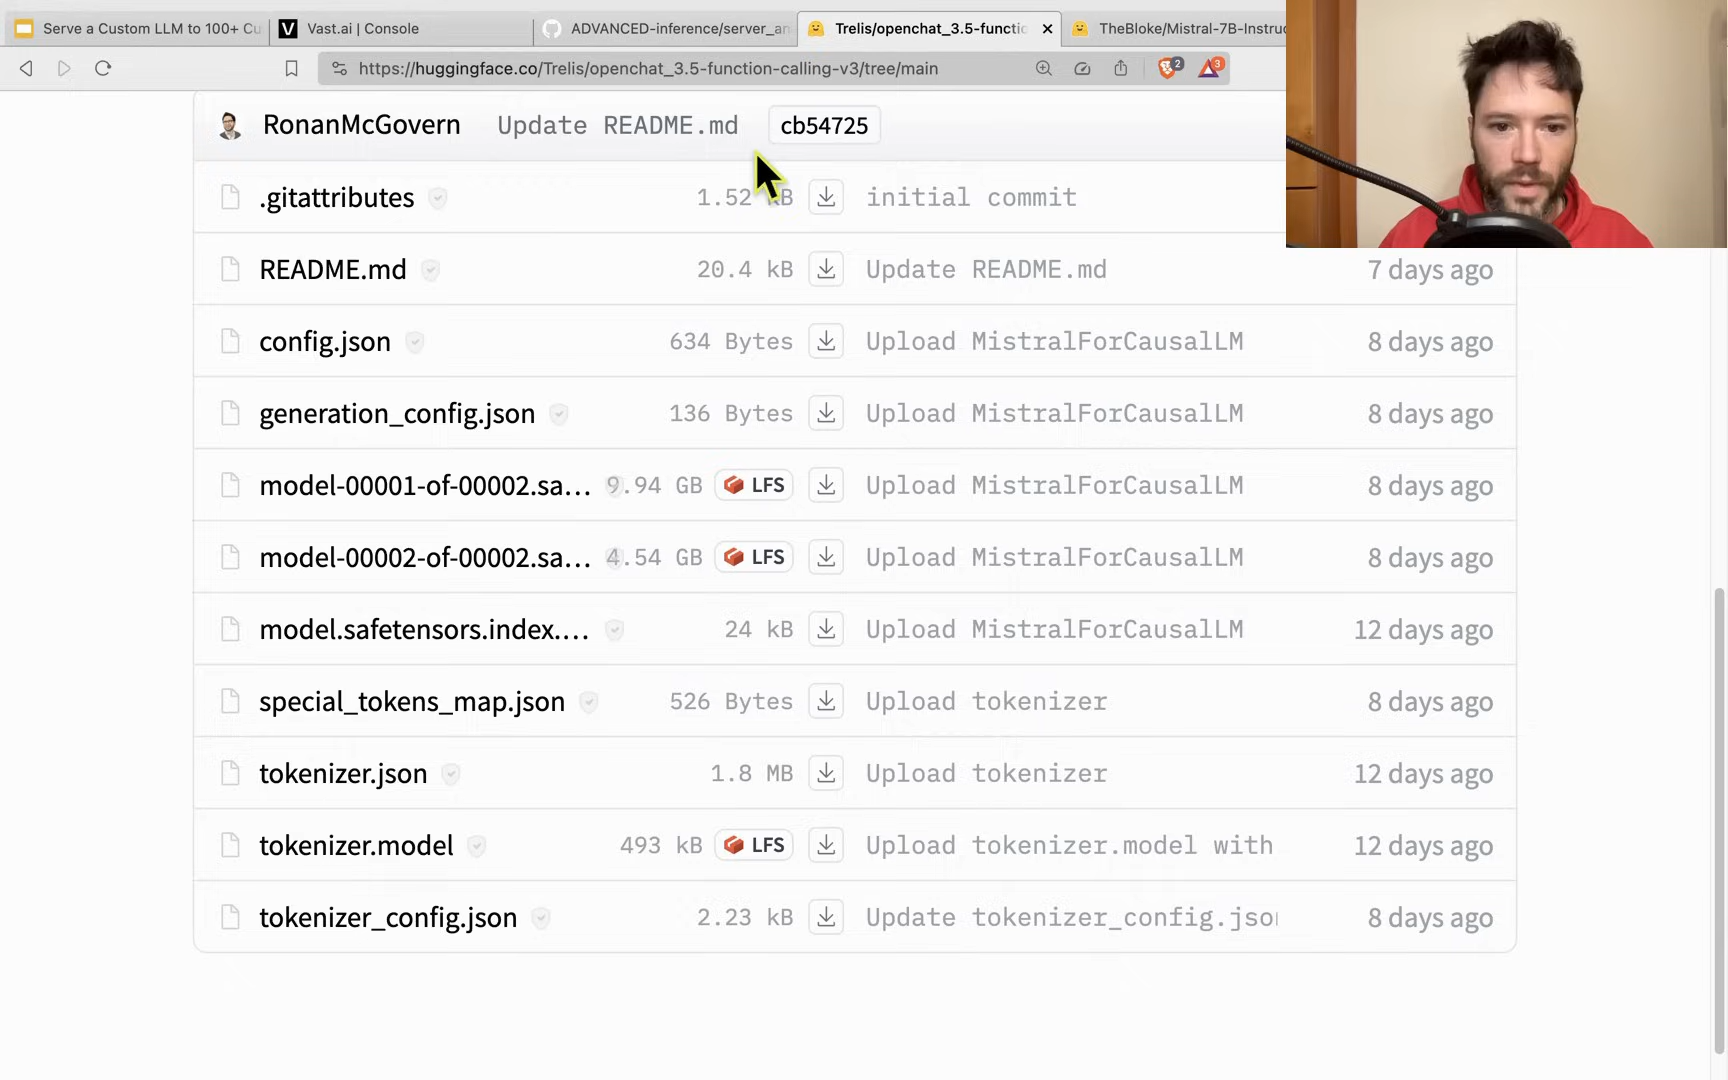 Serve a Custom LLM to 100+ Cu
Vast.ai | Console
ADVANCED-inference/server_an
Trelis/openchat_3.5-functio
TheBloke/Mistral-7B-Instruc
https://huggingface.co/Trelis/openchat_3.5-function-calling-v3/tree/main
2
3
RonanMcGovern Update README.md cb54725
.gitattributes 1.52 kB initial commit
README.md 20.4 kB Update README.md 7 days ago
config.json 634 Bytes Upload MistralForCausalLM 8 days ago
generation_config.json 136 Bytes Upload MistralForCausalLM 8 days ago
model-00001-of-00002.sa... 9.94 GB LFS Upload MistralForCausalLM 8 days ago
model-00002-of-00002.sa... 4.54 GB LFS Upload MistralForCausalLM 8 days ago
model.safetensors.index.... 24 kB Upload MistralForCausalLM 12 days ago
special_tokens_map.json 526 Bytes Upload tokenizer 8 days ago
tokenizer.json 1.8 MB Upload tokenizer 12 days ago
tokenizer.model 493 kB LFS Upload tokenizer.model with 12 days ago
tokenizer_config.json 2.23 kB Update tokenizer_config.jso 8 days ago